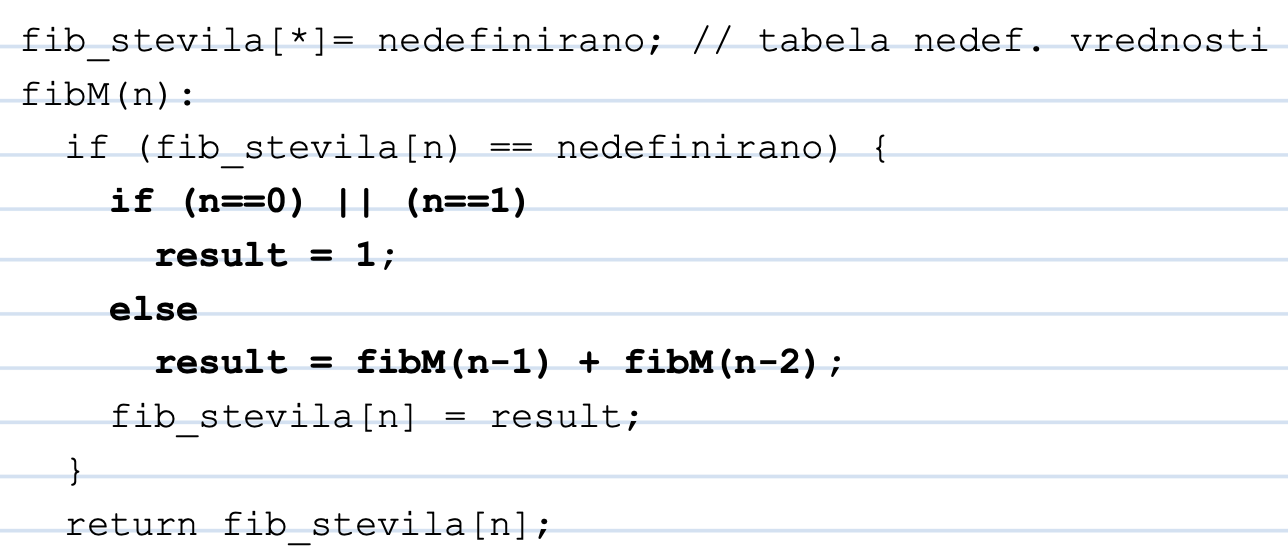 fib_stevila[*]= nedefinirano; // tabela nedef. vrednosti
fibM(n):
if (fib_stevila[n) == nedefinirano) {
if (n==0) || (n==1)
result = 1;
else
result = fibM(n-1) + fibM(n-2);
fib_stevila[n] = result;
}
return fib_stevila[n];